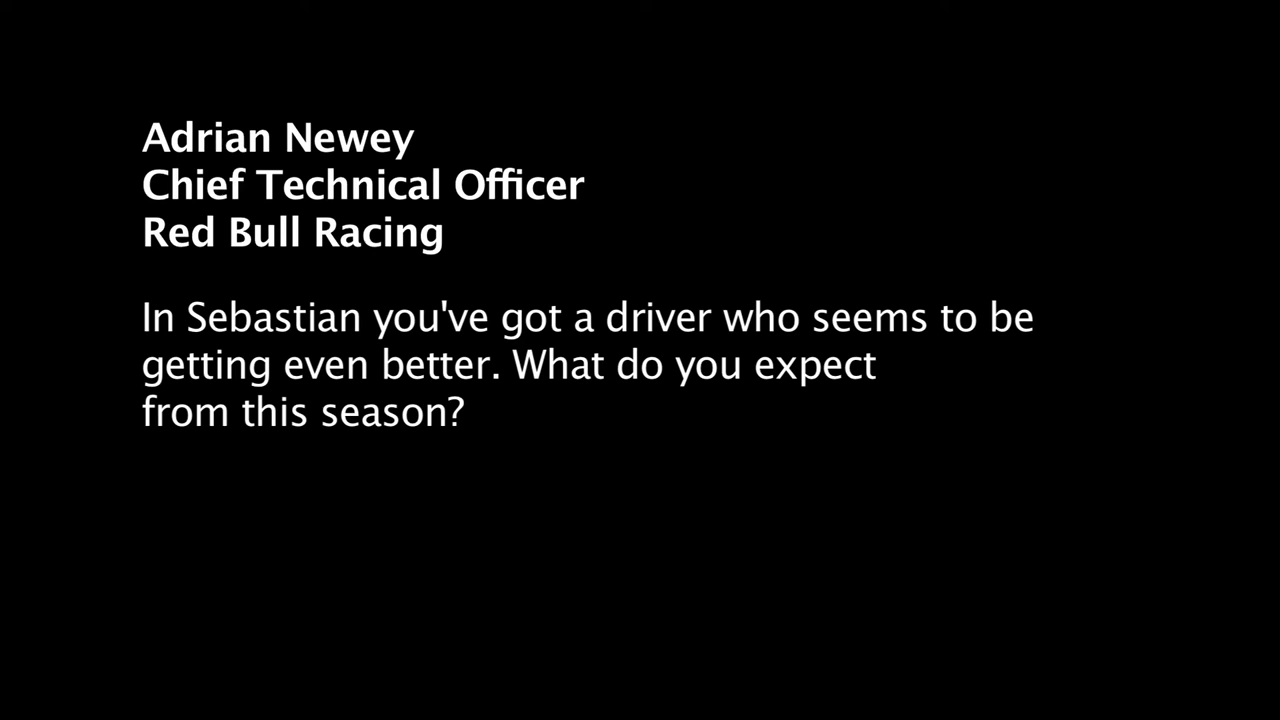 Adrian Newey
Chief Technical Officer
Red Bull Racing
In Sebastian you've got a driver who seems to be
getting even better. What do you expect
from this season?